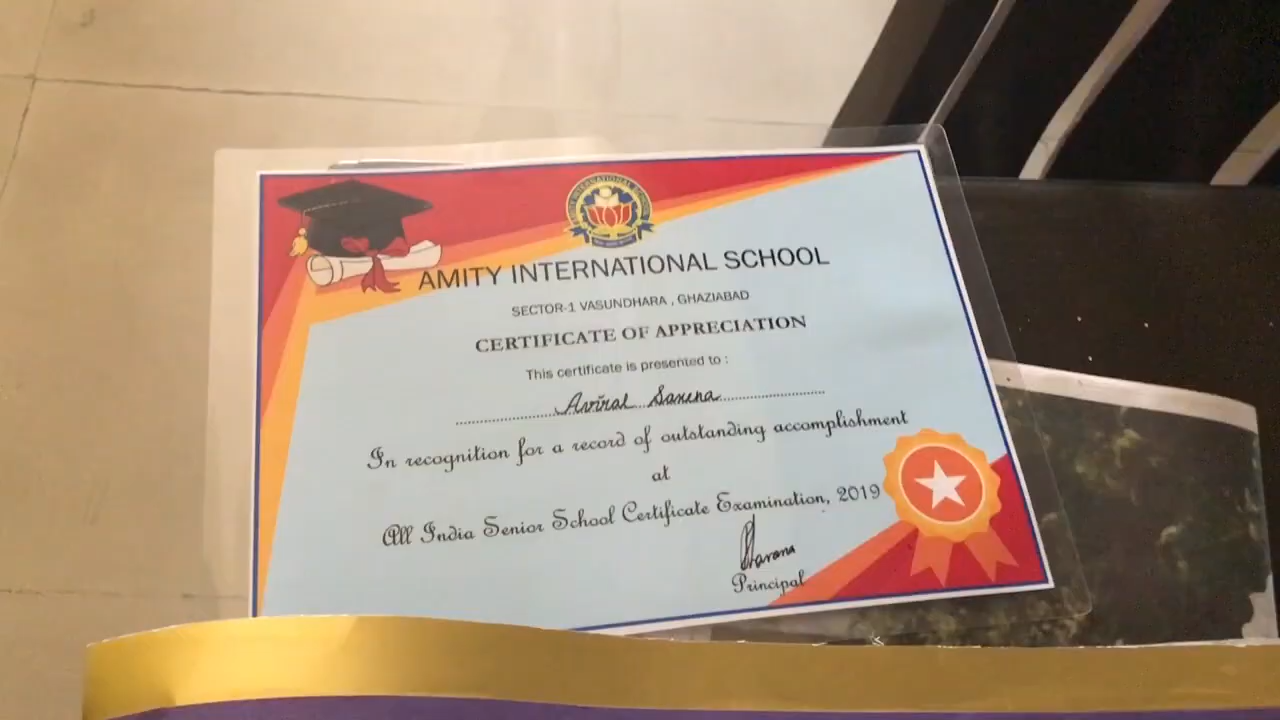 AMITY INTERNATIONAL SCHOOL
SECTOR-1 VASUNDHARA , GHAZIABAD
CERTIFICATE OF APPRECIATION
This certificate is presented to :
Aviral Saxena
In recognition for a record of outstanding accomplishment
at
All India Senior School Certificate Examination, 2019
Principal